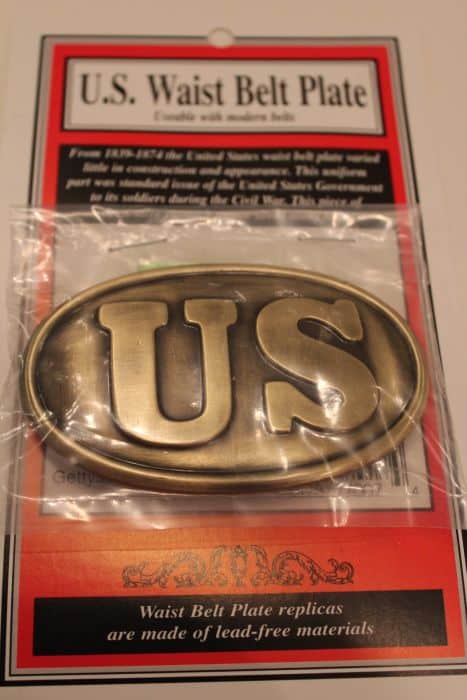 U.S. Waist Belt Plate
Useable with modern belts
From 1839-1874 the United States waist belt plate varied
little in construction and appearance. This uniform
part was standard issue of the United States Government
to its soldiers during the Civil War. This piece of
US
Getty
Waist Belt Plate replicas
are made of lead-free materials